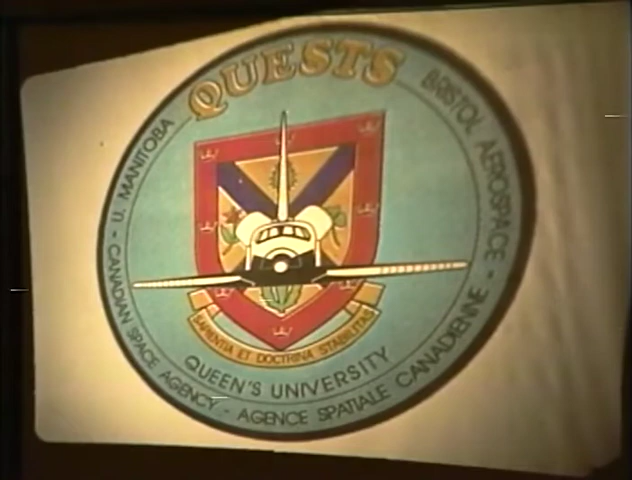 QUESTS
U. MANITOBA - CANADIAN SPACE AGENCY - AGENCE SPATIALE CANADIENNE - BRISTOL AEROSPACE
SAPIENTIA ET DOCTRINA STABILITAS
QUEEN'S UNIVERSITY